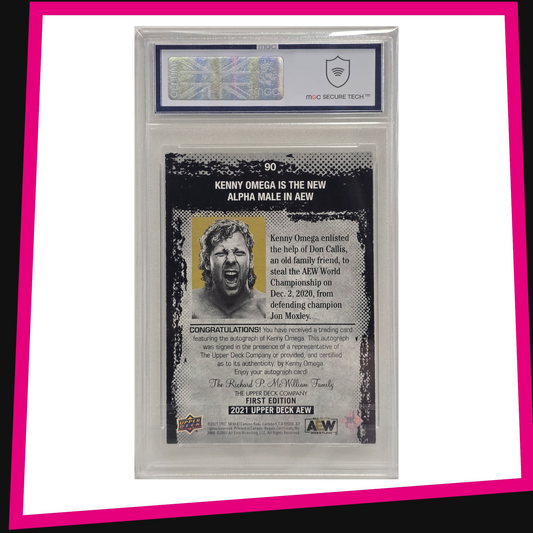 MGC
MGC SECURE TECH™
90
KENNY OMEGA IS THE NEW
ALPHA MALE IN AEW
Kenny Omega enlisted
the help of Don Callis,
an old family friend, to
steal the AEW World
Championship on
Dec. 2, 2020, from
defending champion
Jon Moxley.
CONGRATULATIONS! You have received a trading card
featuring the autograph of Kenny Omega. This autograph
was signed in the presence of a representative of
The Upper Deck Company or provided, and certified
as to its authenticity, by Kenny Omega.
Enjoy your autograph card!
The Richard P. McWilliam Family
THE UPPER DECK COMPANY
FIRST EDITION
2021 UPPER DECK AEW
UPPER DECK
AEW